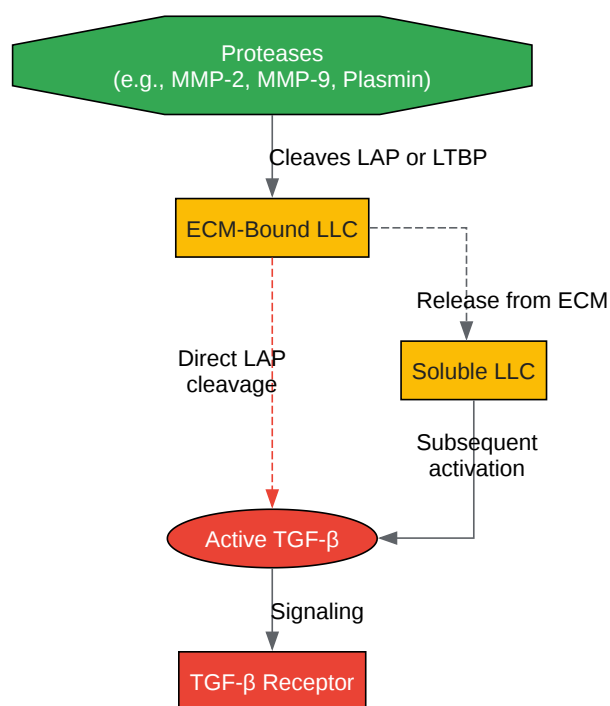 Proteases
(e.g., MMP-2, MMP-9, Plasmin)
Cleaves LAP or LTBP
ECM-Bound LLC
Release from ECM
Direct LAP
cleavage
Soluble LLC
Subsequent
activation
Active TGF-β
Signaling
TGF-β Receptor